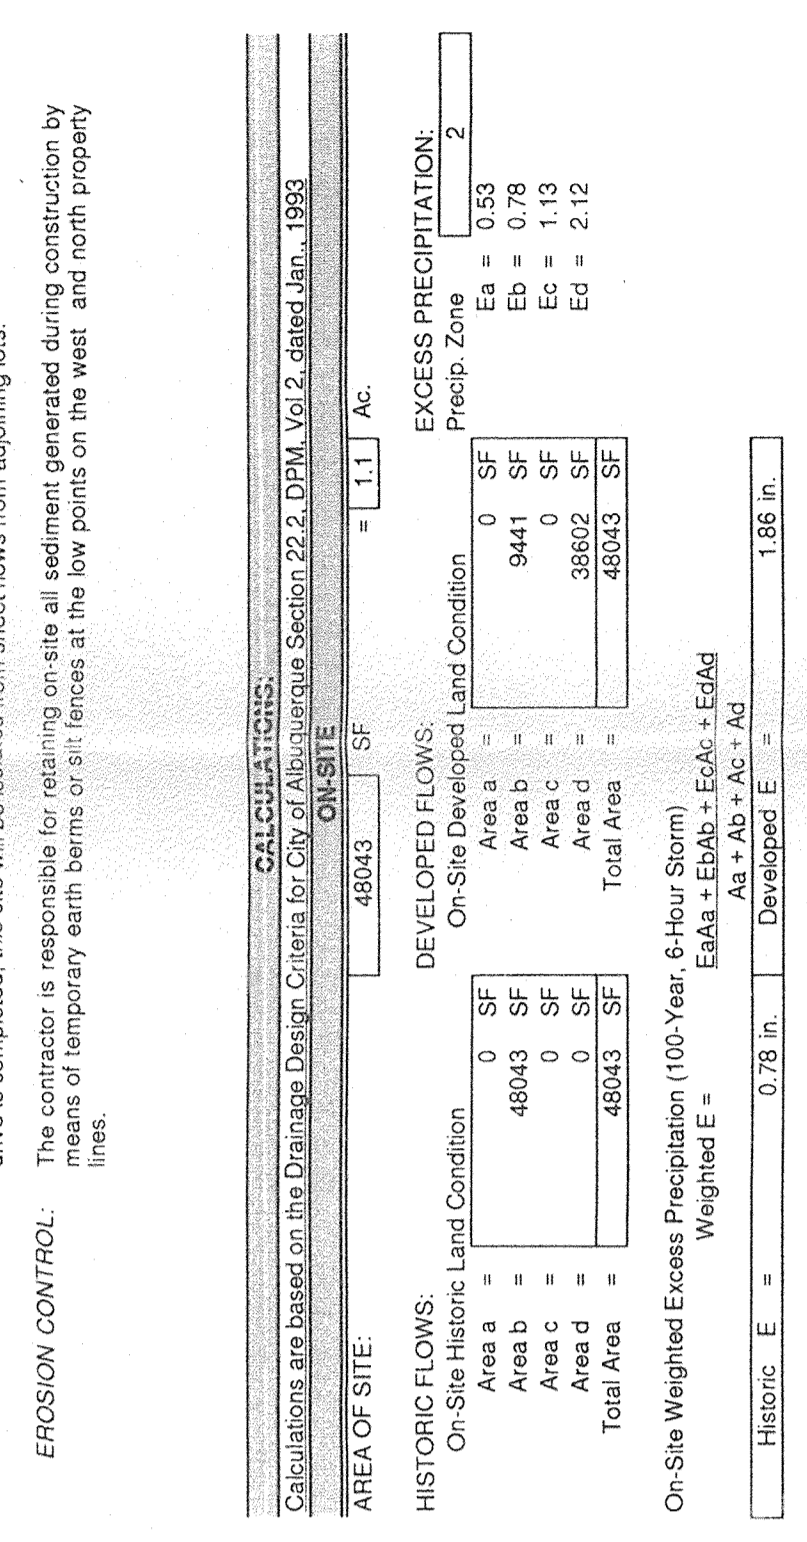 EROSION CONTROL: The contractor is responsible for retaining on-site all sediment generated during construction by
means of temporary earth berms or silt fences at the low points on the west and north property
lines.
CALCULATIONS:
Calculations are based on the Drainage Design Criteria for City of Albuquerque Section 22.2, DPM, Vol 2, dated Jan., 1993
ON-SITE
AREA OF SITE: 48043 SF = 1.1 Ac.
HISTORIC FLOWS: DEVELOPED FLOWS: EXCESS PRECIPITATION:
On-Site Historic Land Condition On-Site Developed Land Condition Precip. Zone 2
Area a = 0 SF Area a = 0 SF Ea = 0.53
Area b = 48043 SF Area b = 9441 SF Eb = 0.78
Area c = 0 SF Area c = 0 SF Ec = 1.13
Area d = 0 SF Area d = 38602 SF Ed = 2.12
Total Area = 48043 SF Total Area = 48043 SF
On-Site Weighted Excess Precipitation (100-Year, 6-Hour Storm)
Weighted E = EaAa + EbAb + EcAc + EdAd
Aa + Ab + Ac + Ad
Historic E = 0.78 in. Developed E = 1.86 in.